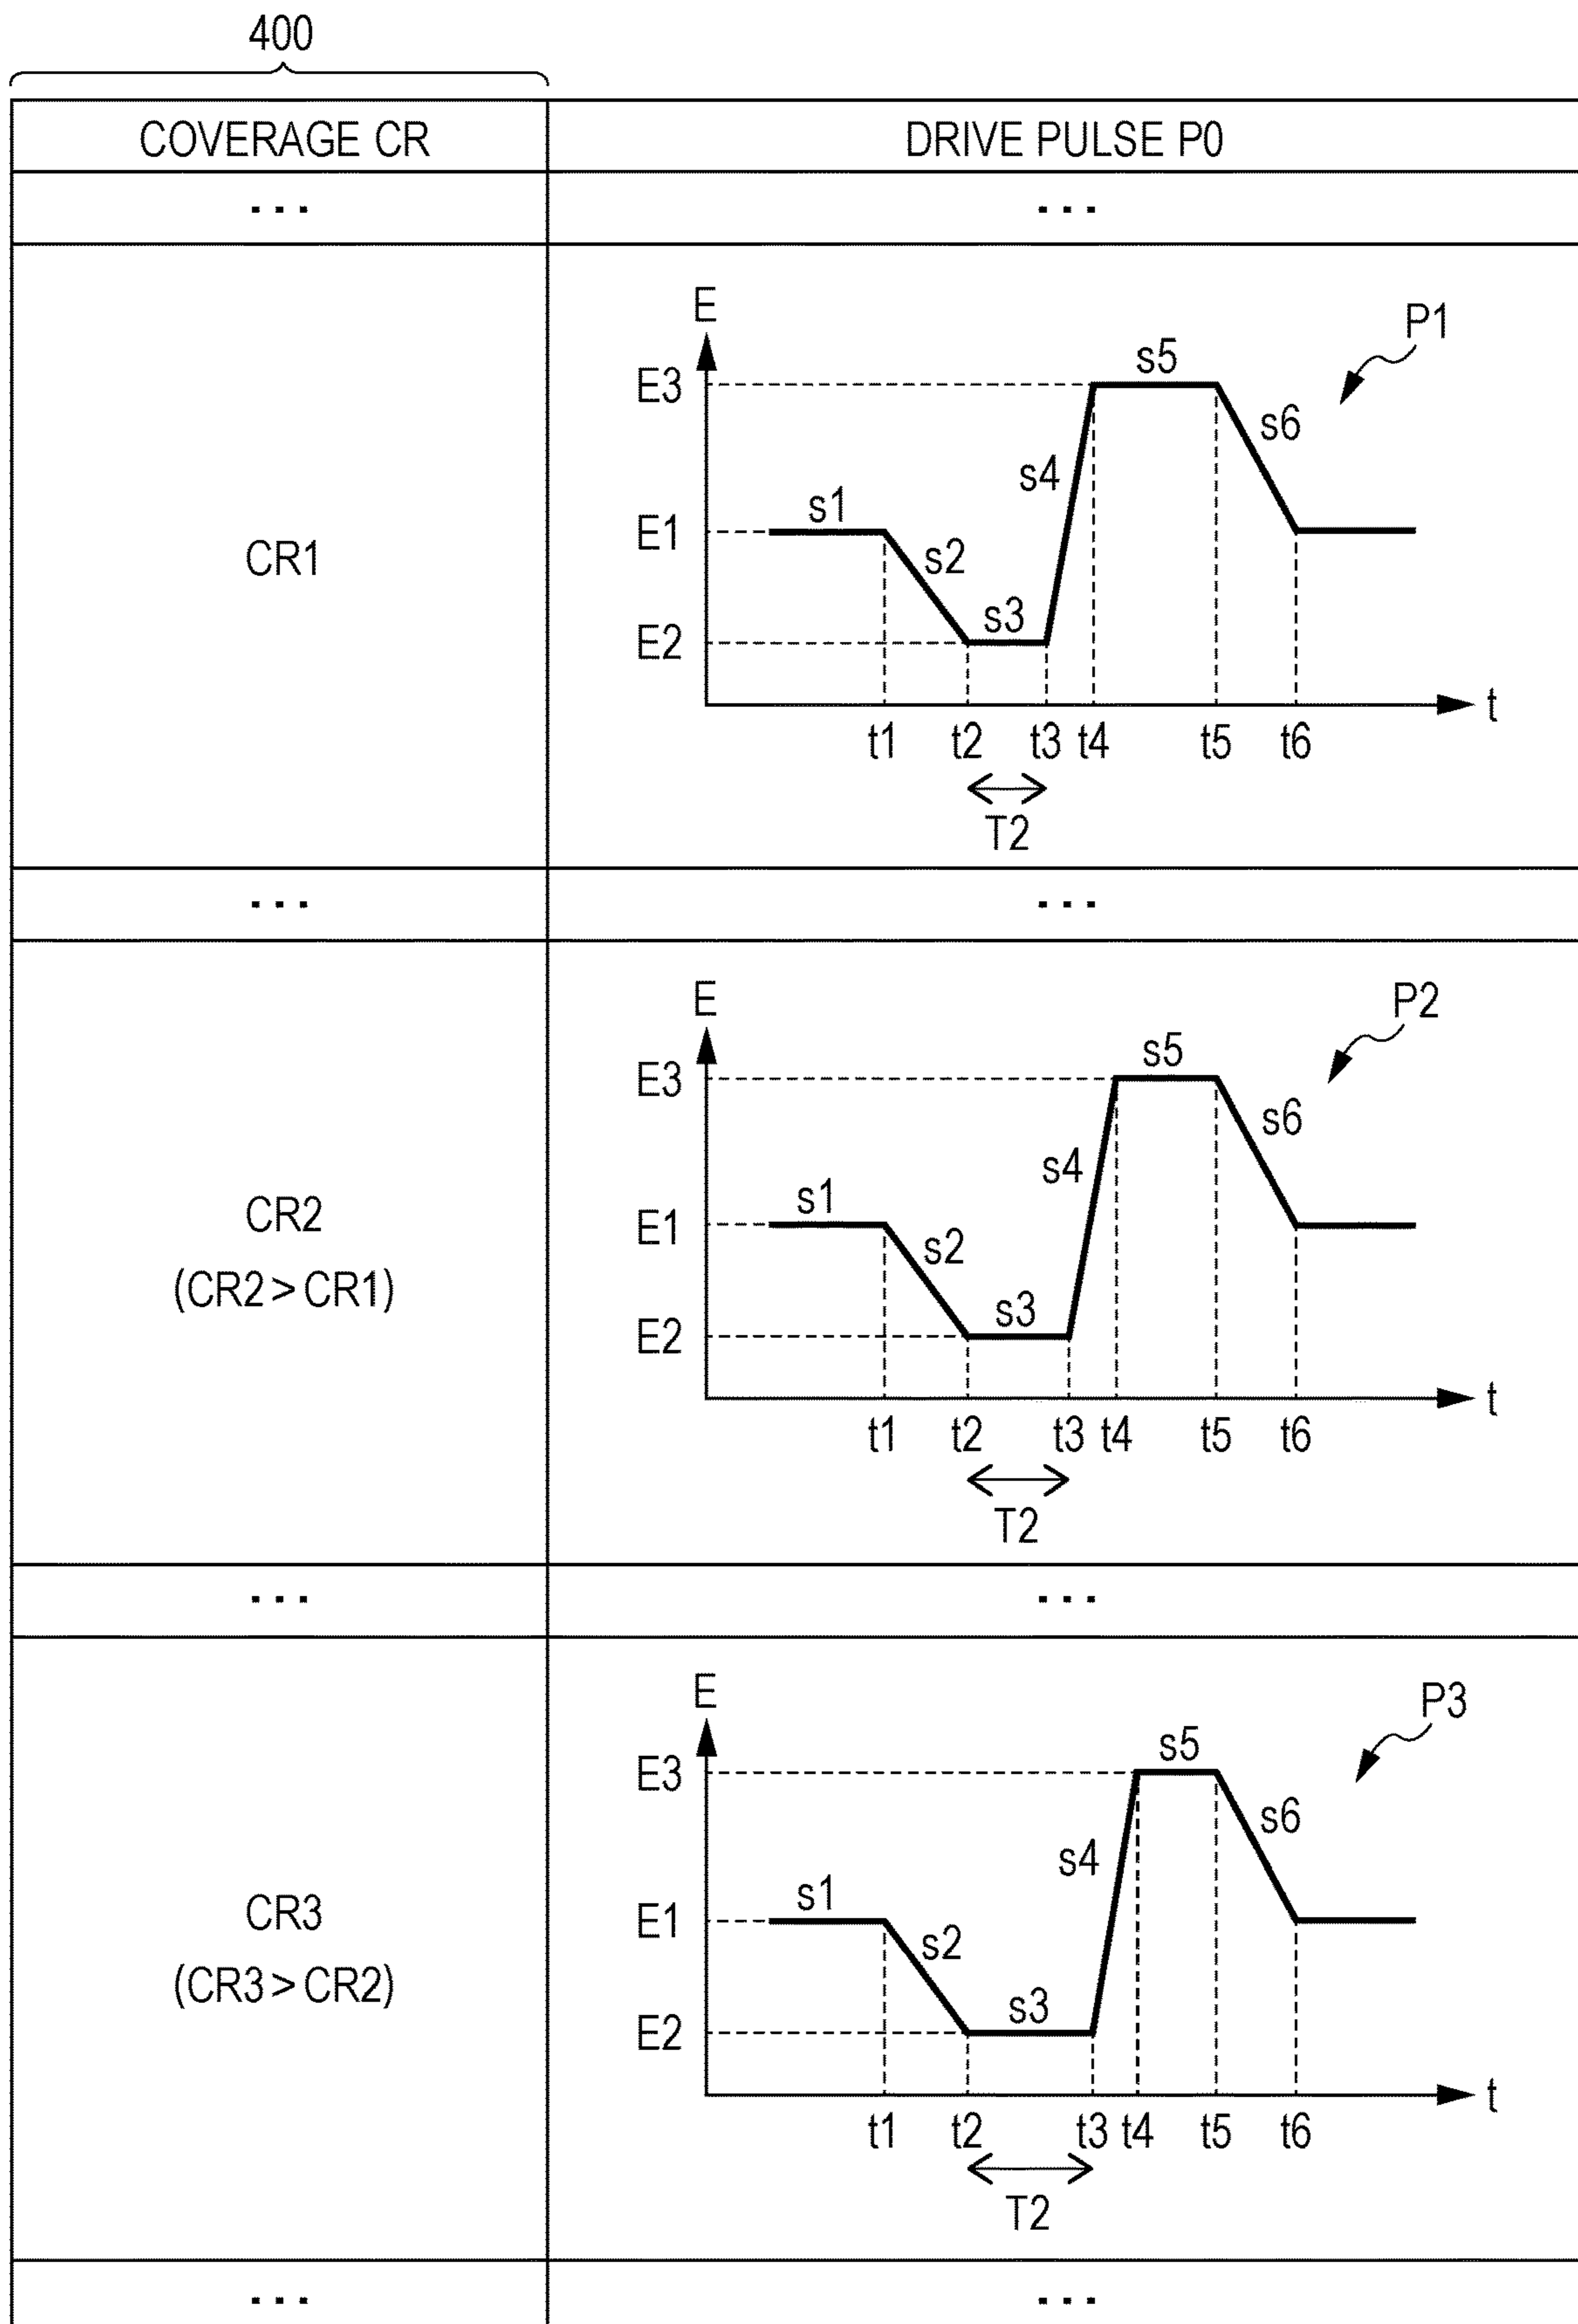 400
COVERAGE CR
DRIVE PULSE P0
...
...
CR1
E
P1
E3
s5
s6
s4
E1
s1
s2
E2
s3
t
t1 t2 t3 t4 t5 t6
T2
...
...
CR2
(CR2 > CR1)
E
P2
E3
s5
s6
s4
E1
s1
s2
E2
s3
t
t1 t2 t3 t4 t5 t6
T2
...
...
CR3
(CR3 > CR2)
E
P3
E3
s5
s6
s4
E1
s1
s2
E2
s3
t
t1 t2 t3 t4 t5 t6
T2
...
...